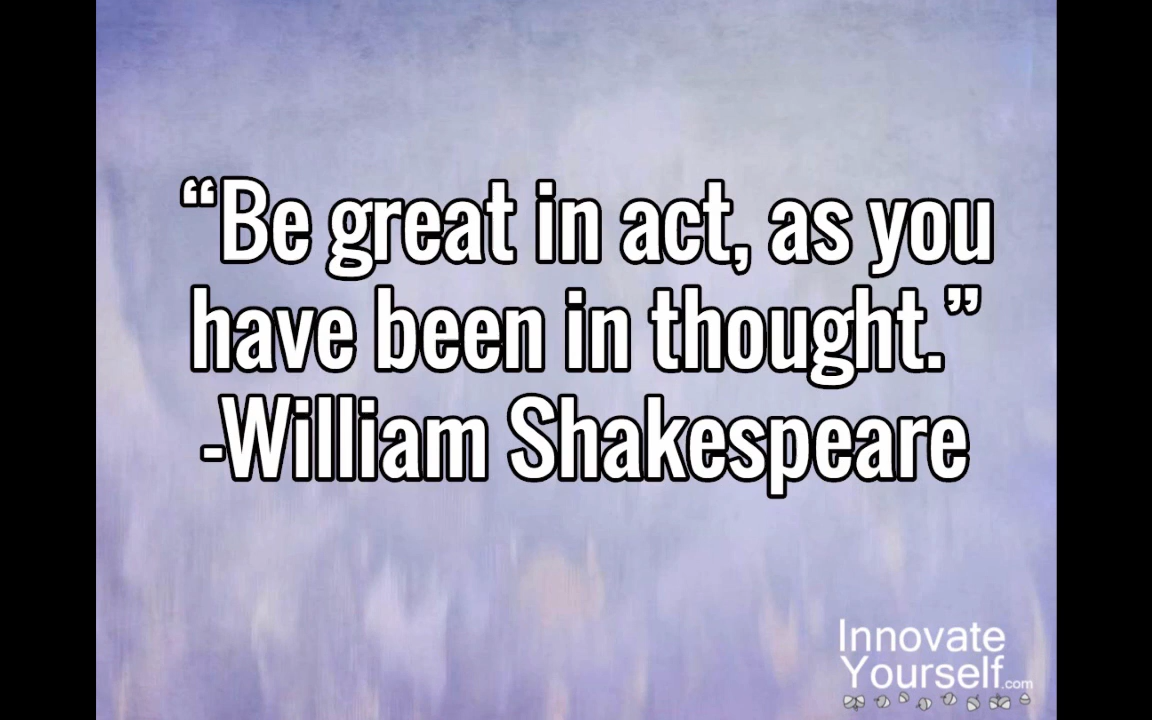 “Be great in act, as you
have been in thought.”
-William Shakespeare
Innovate
Yourself.com